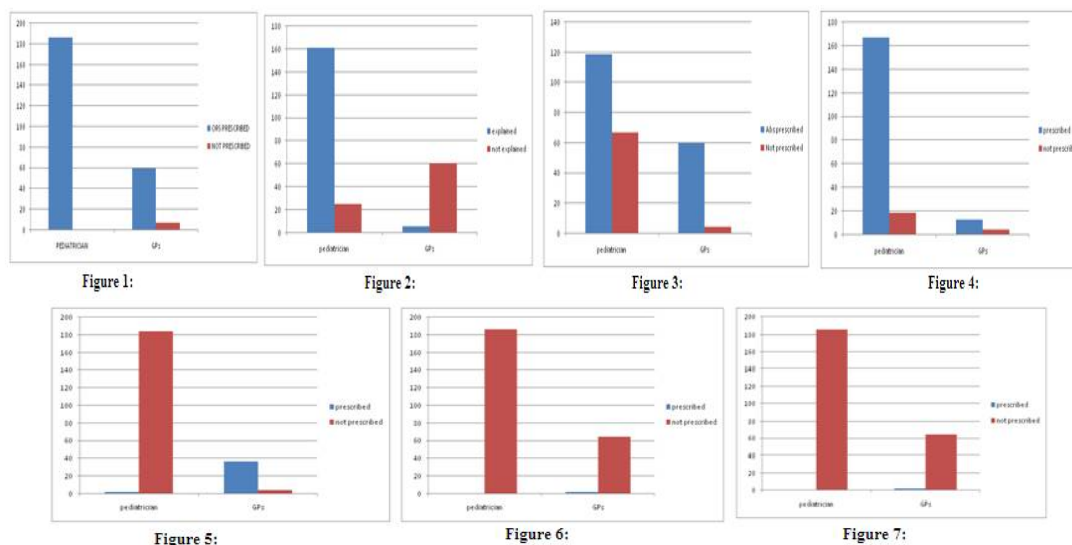 200
180
160
140
120
100
80
60
40
20
0
PEDIATRICIAN
GPs
ORS PRESCRIBED
NOT PRESCRIBED
Figure 1:
180
160
140
120
100
80
60
40
20
0
pediatrician
GPs
explained
not explained
Figure 2:
140
120
100
80
60
40
20
0
pediatrician
GPs
Abs prescribed
Not prescribed
Figure 3:
180
160
140
120
100
80
60
40
20
0
pediatrician
GPs
prescribed
not prescrib
Figure 4:
200
180
160
140
120
100
80
60
40
20
0
pediatrician
GPs
prescribed
not prescribed
Figure 5:
200
180
160
140
120
100
80
60
40
20
0
pediatrician
GPs
prescribed
not prescribed
Figure 6:
200
180
160
140
120
100
80
60
40
20
0
pediatrician
GPs
prescribed
not prescribed
Figure 7: